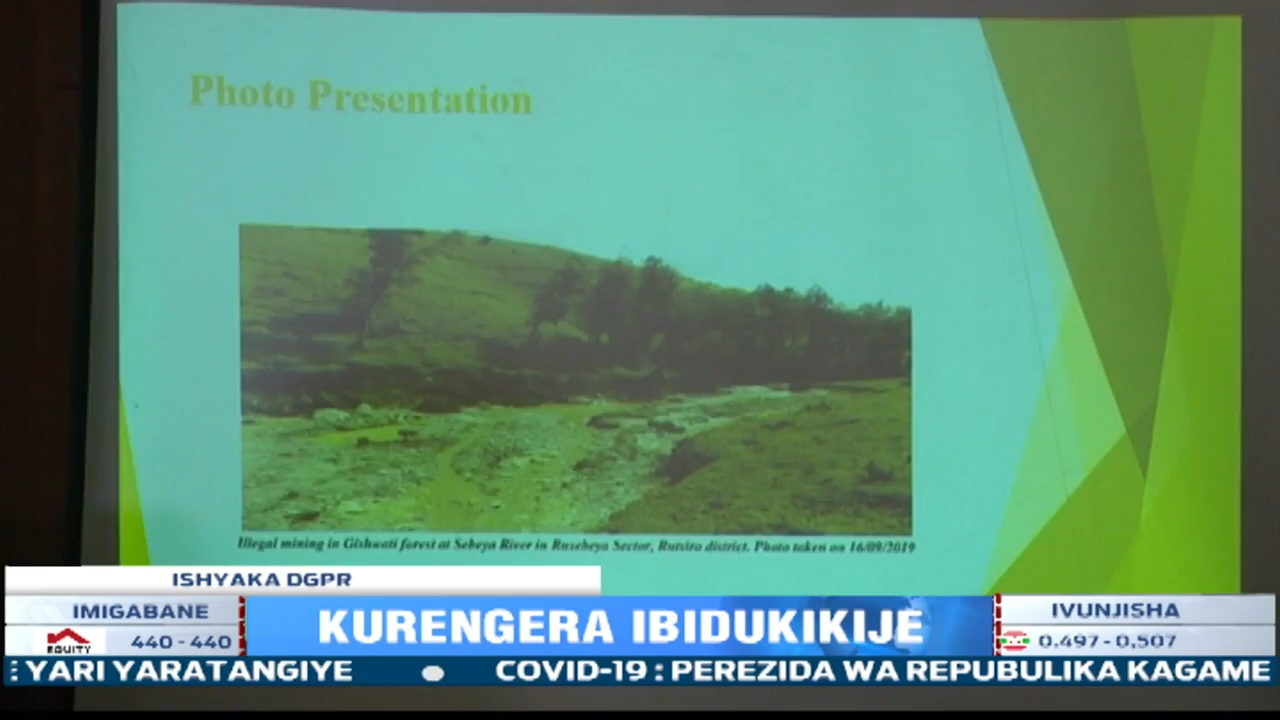 Photo Presentation
Illegal mining in Gishwati forest at Sebeya River in Rusebeya Sector, Rutsiro district. Photo taken on 16/09/2019
ISHYAKA DGPR
IMIGABANE
KURENGERA IBIDUKIKIJE
IVUNJISHA
EQUITY
440 - 440
0.497 - 0,507
: YARI YARATANGIYE
COVID-19 : PEREZIDA WA REPUBULIKA KAGAME